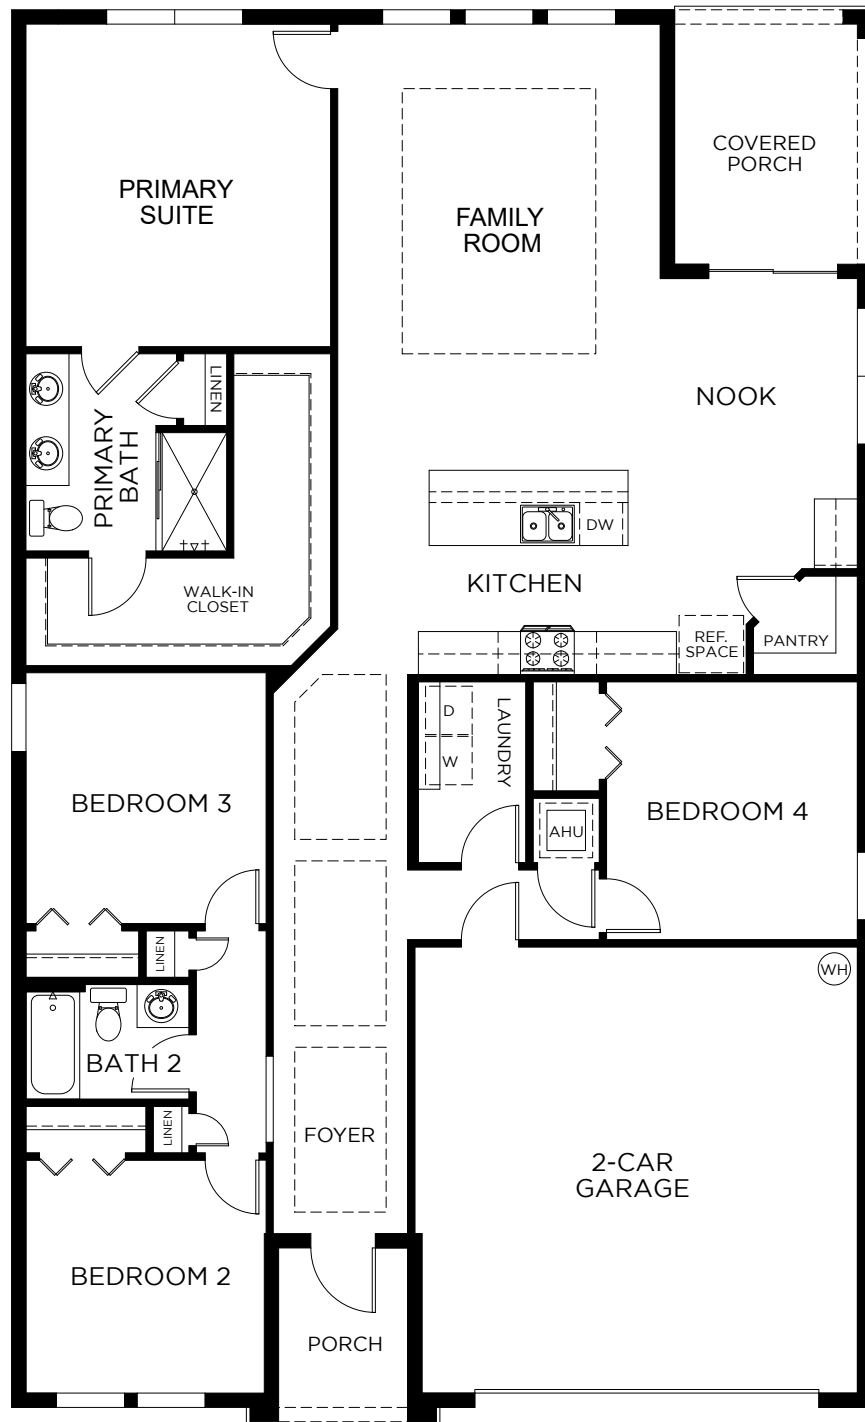 COVERED
PORCH
PRIMARY
SUITE
FAMILY
ROOM
LINEN
NOOK
PRIMARY
BATH
DW
KITCHEN
WALK-IN
CLOSET
REF.
SPACE
PANTRY
D
W
LAUNDRY
BEDROOM 3
BEDROOM 4
AHU
LINEN
WH
BATH 2
LINEN
FOYER
2-CAR
GARAGE
BEDROOM 2
PORCH